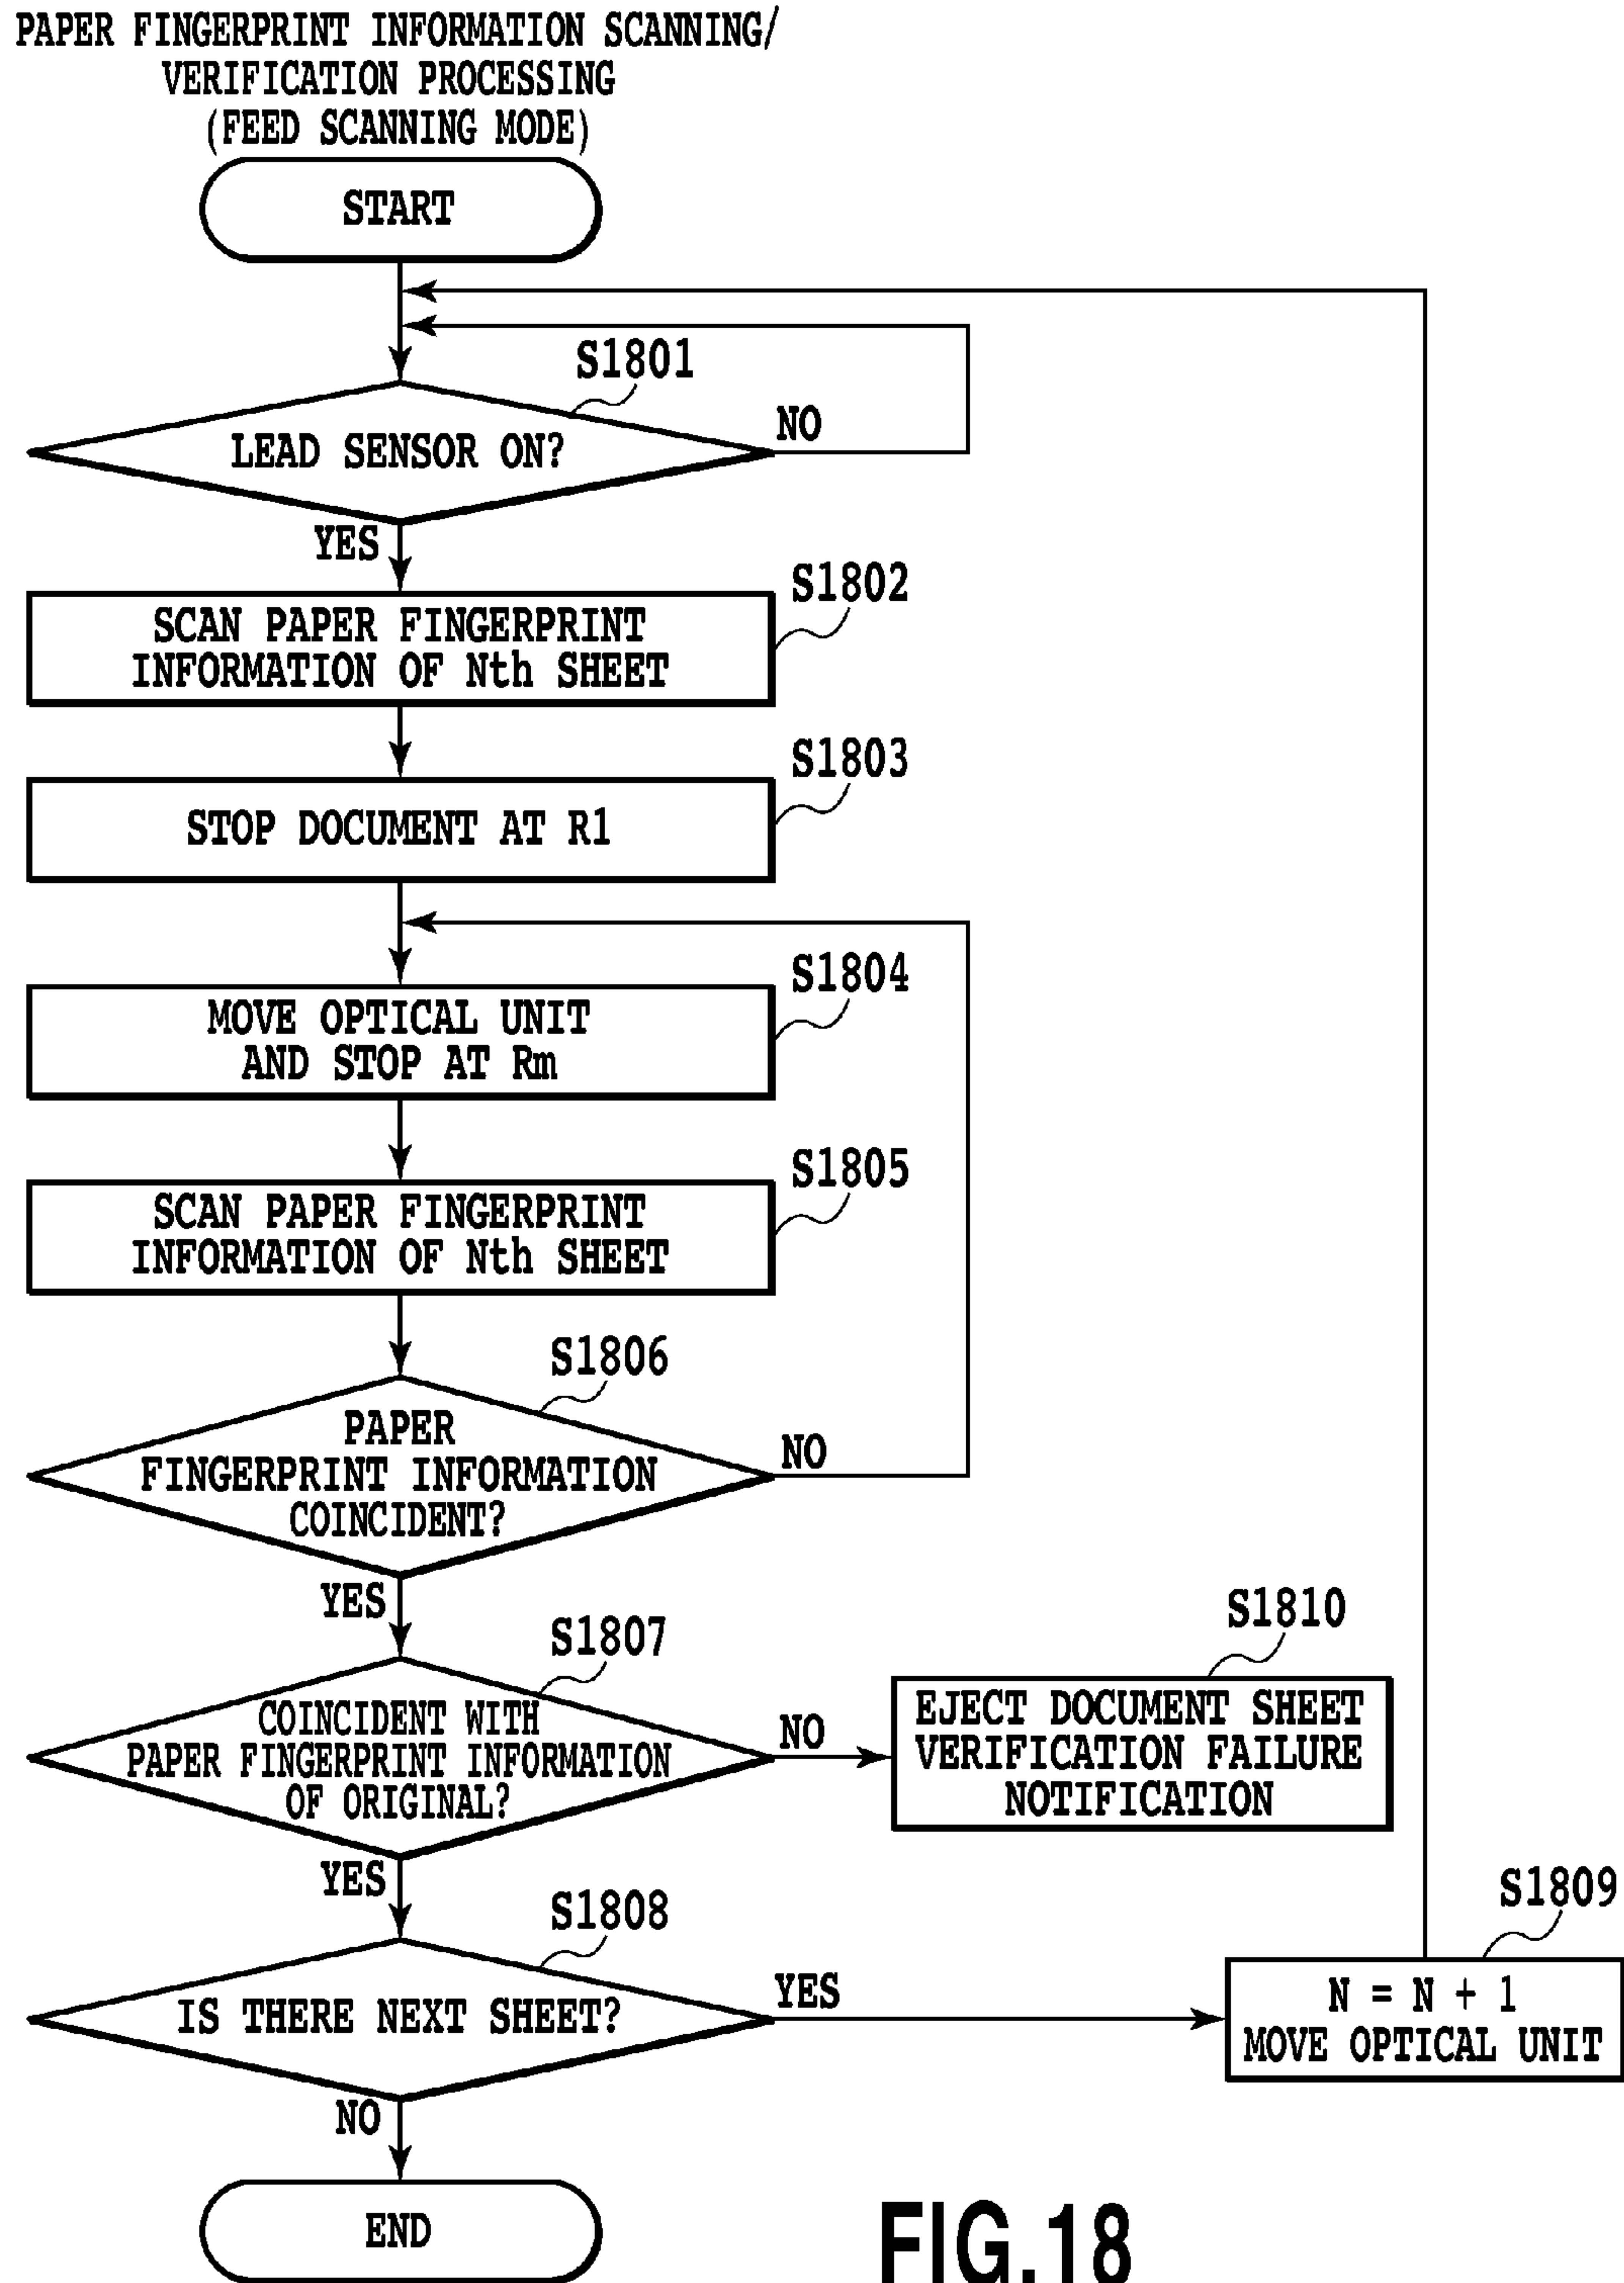 PAPER FINGERPRINT INFORMATION SCANNING/
VERIFICATION PROCESSING
(FEED SCANNING MODE)
START
S1801
LEAD SENSOR ON?
NO
YES
S1802
SCAN PAPER FINGERPRINT
INFORMATION OF Nth SHEET
S1803
STOP DOCUMENT AT R1
S1804
MOVE OPTICAL UNIT
AND STOP AT Rm
S1805
SCAN PAPER FINGERPRINT
INFORMATION OF Nth SHEET
S1806
PAPER
FINGERPRINT INFORMATION
COINCIDENT?
NO
YES
S1807
COINCIDENT WITH
PAPER FINGERPRINT INFORMATION
OF ORIGINAL?
NO
S1810
EJECT DOCUMENT SHEET
VERIFICATION FAILURE
NOTIFICATION
YES
S1808
IS THERE NEXT SHEET?
YES
S1809
N = N + 1
MOVE OPTICAL UNIT
NO
END
FIG.18